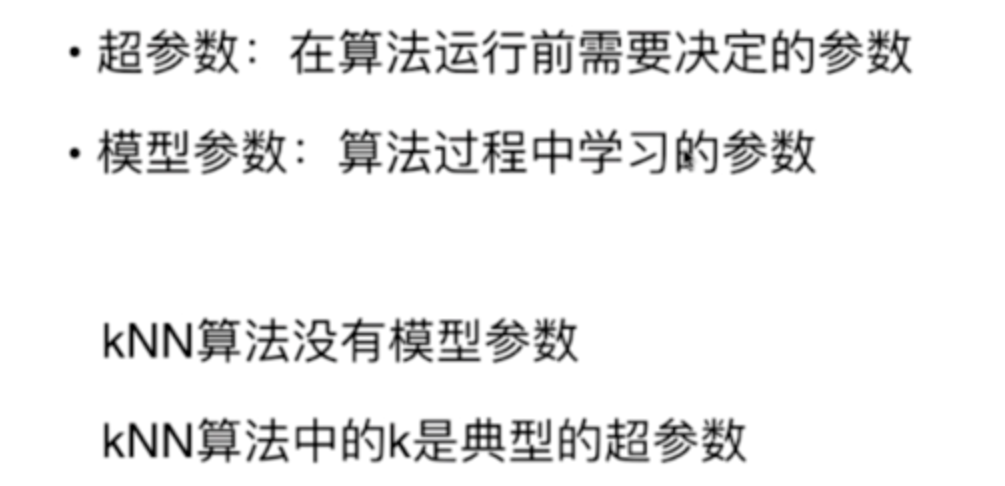 • 超参数：在算法运行前需要决定的参数
• 模型参数：算法过程中学习的参数
kNN算法没有模型参数
kNN算法中的k是典型的超参数